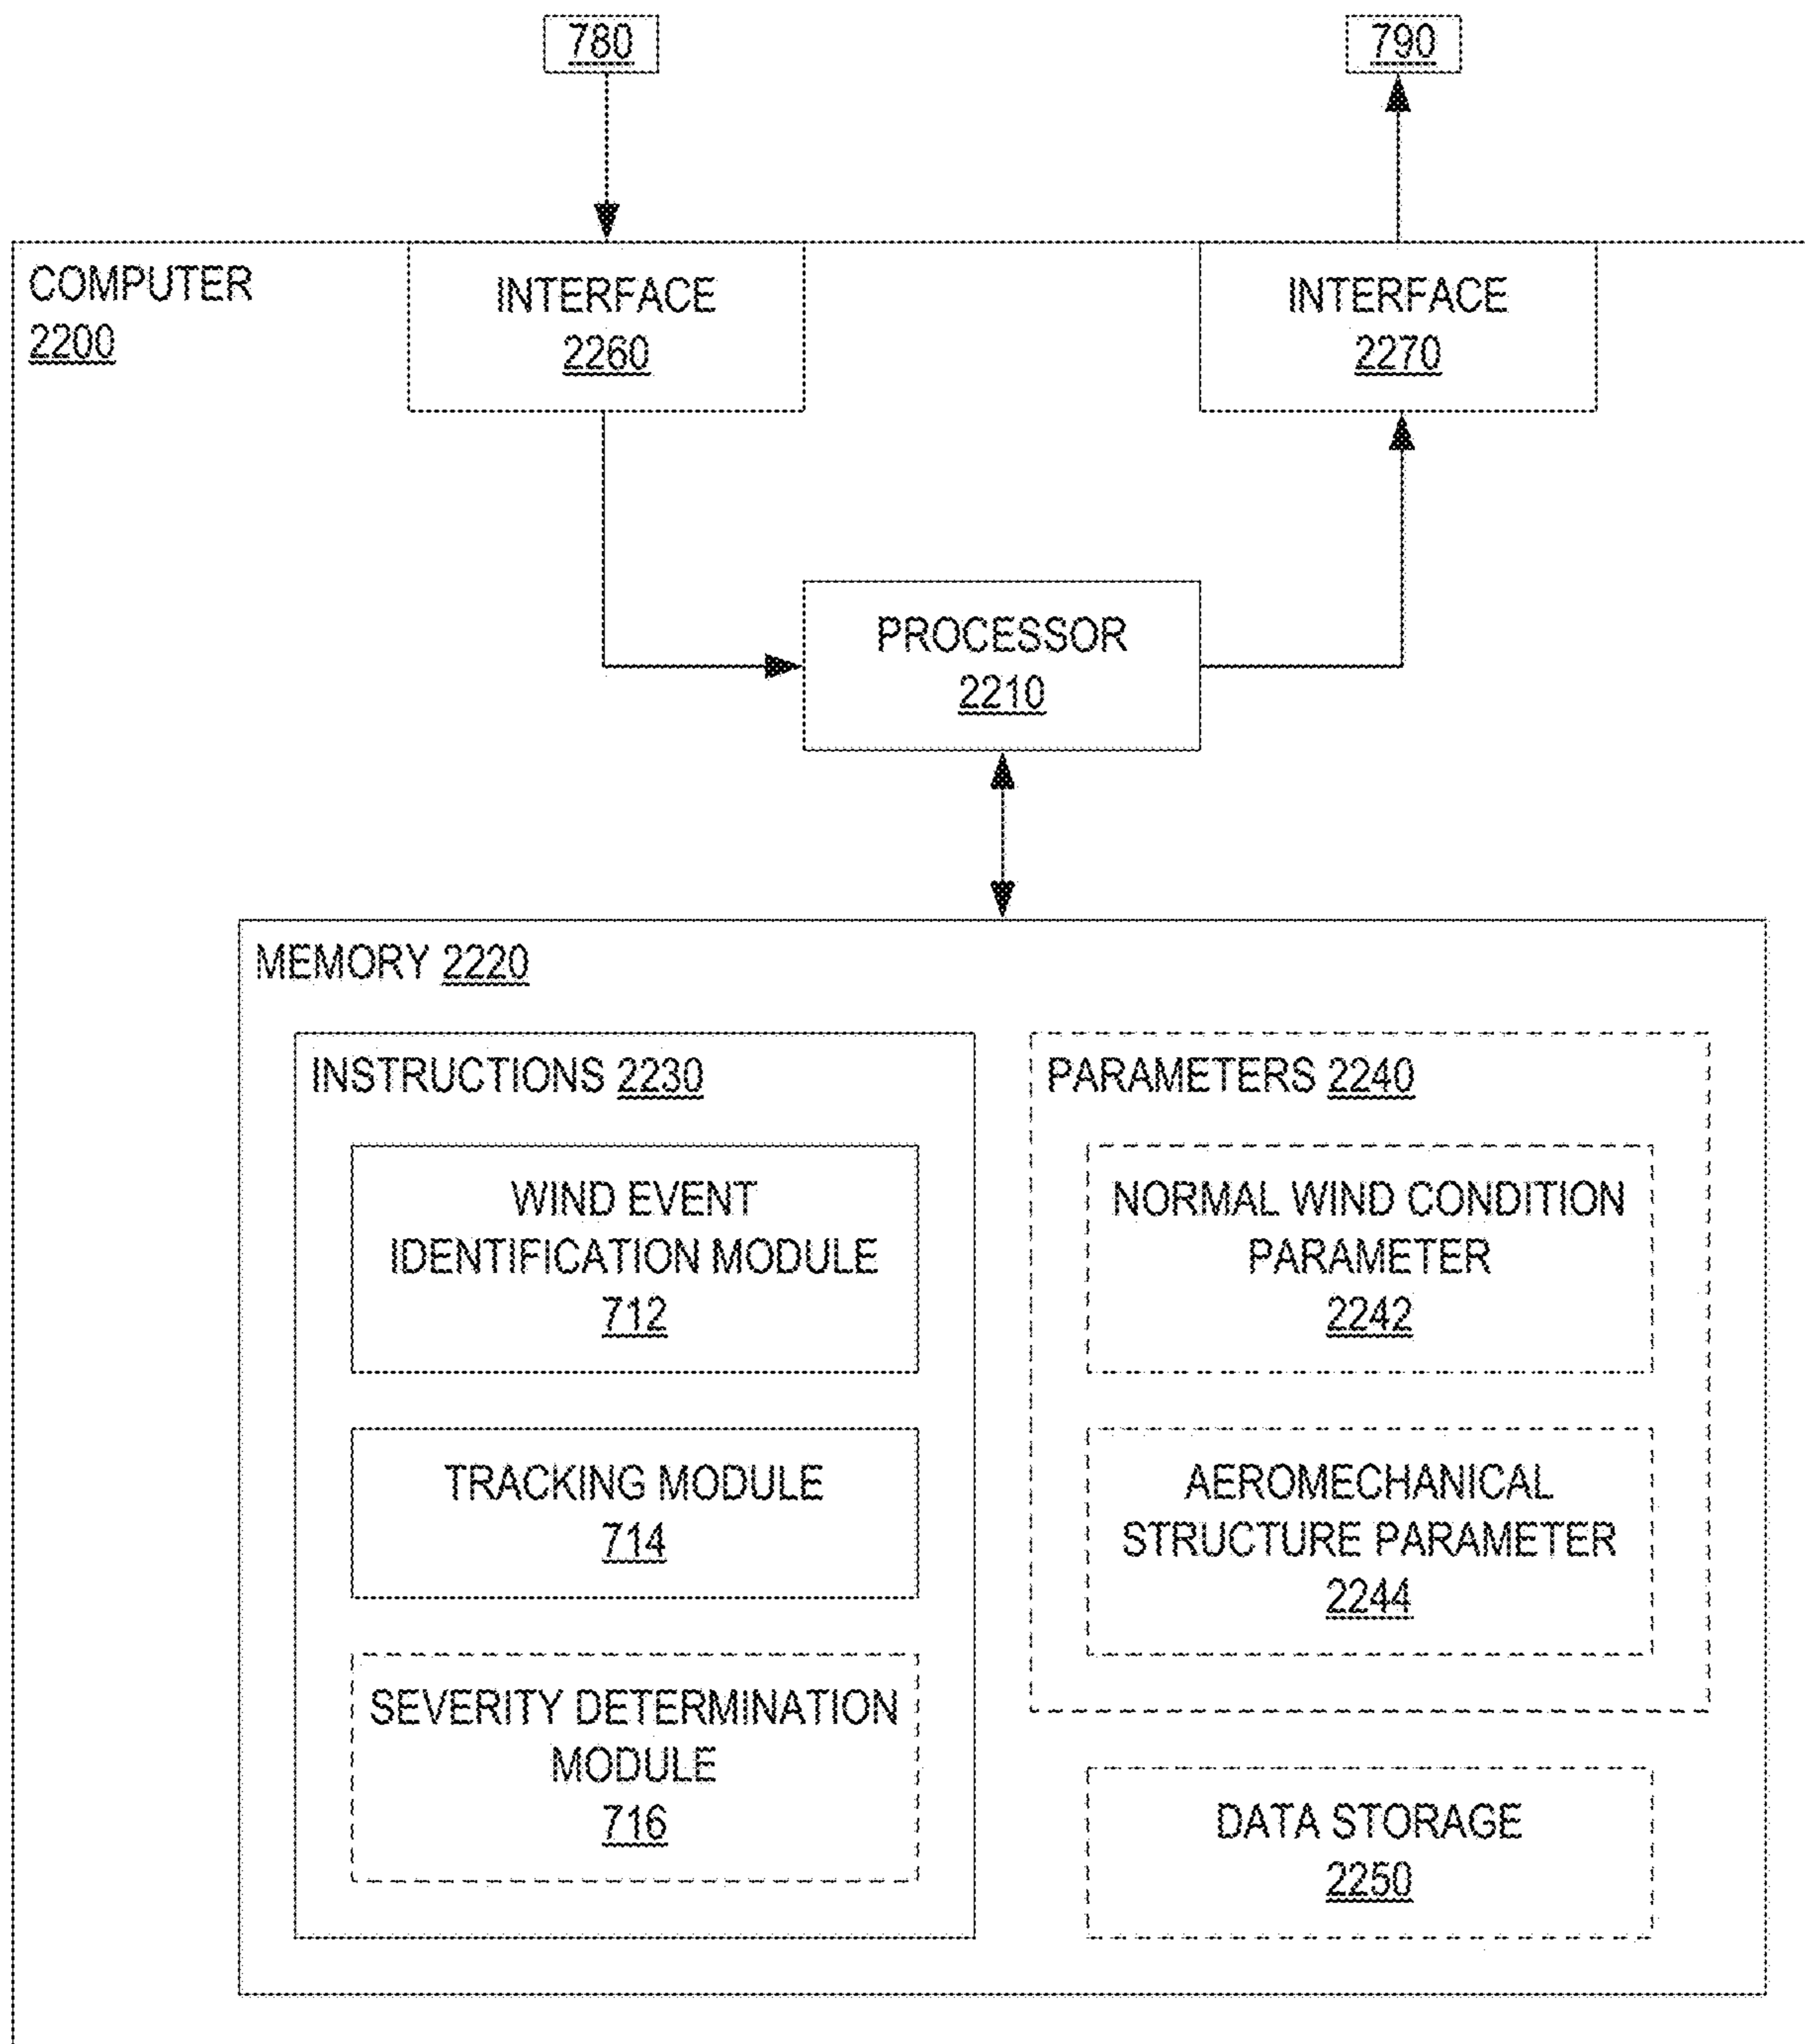 780
790
COMPUTER
2200
INTERFACE
2260
INTERFACE
2270
PROCESSOR
2210
MEMORY 2220
INSTRUCTIONS 2230
WIND EVENT
IDENTIFICATION MODULE
712
TRACKING MODULE
714
SEVERITY DETERMINATION
MODULE
716
PARAMETERS 2240
NORMAL WIND CONDITION
PARAMETER
2242
AEROMECHANICAL
STRUCTURE PARAMETER
2244
DATA STORAGE
2250